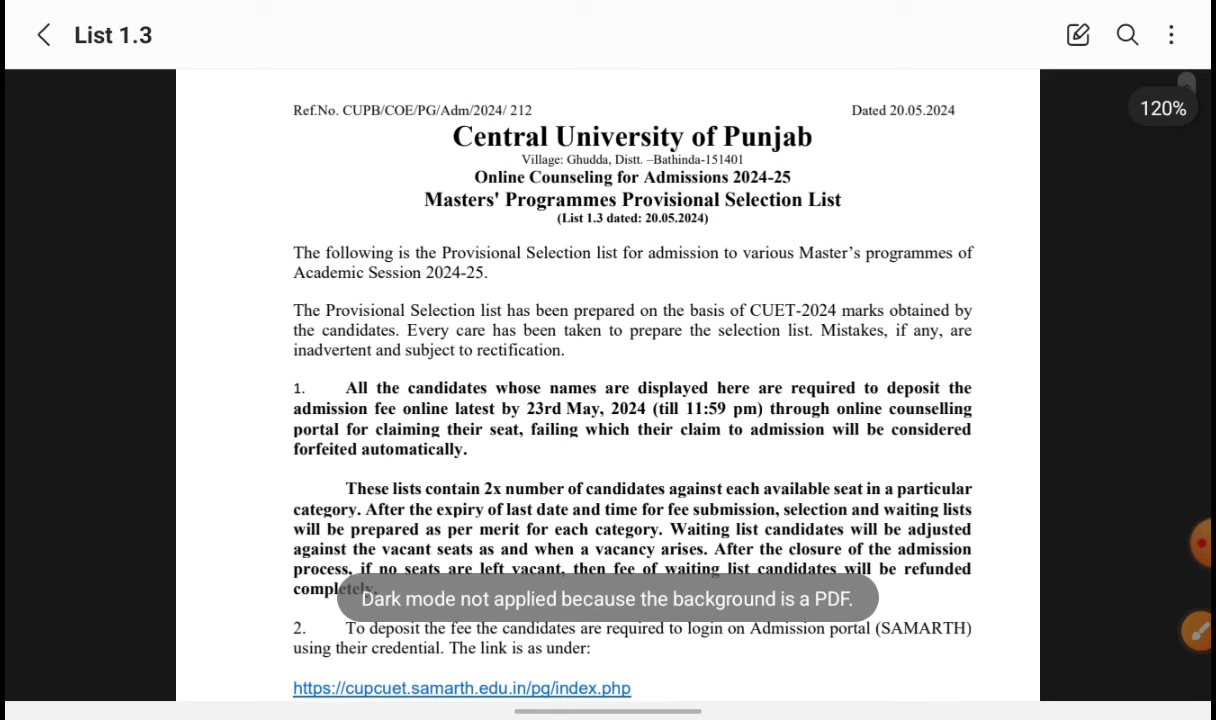 List 1.3
120%
Ref.No. CUPB/COE/PG/Adm/2024/ 212 Dated 20.05.2024
Central University of Punjab
Village: Ghudda, Distt. –Bathinda-151401
Online Counseling for Admissions 2024-25
Masters' Programmes Provisional Selection List
(List 1.3 dated: 20.05.2024)
The following is the Provisional Selection list for admission to various Master’s programmes of
Academic Session 2024-25.
The Provisional Selection list has been prepared on the basis of CUET-2024 marks obtained by
the candidates. Every care has been taken to prepare the selection list. Mistakes, if any, are
inadvertent and subject to rectification.
1. All the candidates whose names are displayed here are required to deposit the
admission fee online latest by 23rd May, 2024 (till 11:59 pm) through online counselling
portal for claiming their seat, failing which their claim to admission will be considered
forfeited automatically.
These lists contain 2x number of candidates against each available seat in a particular
category. After the expiry of last date and time for fee submission, selection and waiting lists
will be prepared as per merit for each category. Waiting list candidates will be adjusted
against the vacant seats as and when a vacancy arises. After the closure of the admission
process, if no seats are left vacant, then fee of waiting list candidates will be refunded
completely.
Dark mode not applied because the background is a PDF.
2. To deposit the fee the candidates are required to login on Admission portal (SAMARTH)
using their credential. The link is as under:
https://cupcuet.samarth.edu.in/pg/index.php